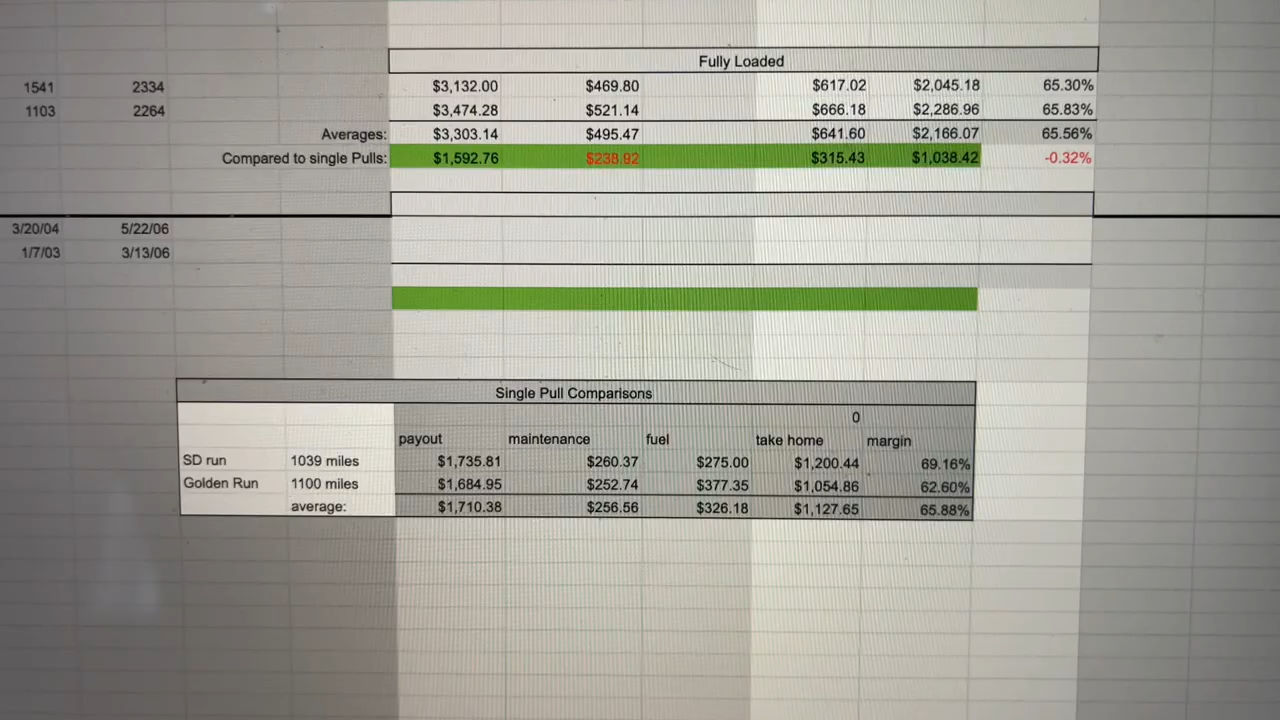 Fully Loaded
1541 2334 $3,132.00 $469.80 $617.02 $2,045.18 65.30%
1103 2264 $3,474.28 $521.14 $666.18 $2,286.96 65.83%
Averages: $3,303.14 $495.47 $641.60 $2,166.07 65.56%
Compared to single Pulls: $1,592.76 $238.92 $315.43 $1,038.42 -0.32%
3/20/04 5/22/06
1/7/03 3/13/06
Single Pull Comparisons
0
payout maintenance fuel take home margin
SD run 1039 miles $1,735.81 $260.37 $275.00 $1,200.44 69.16%
Golden Run 1100 miles $1,684.95 $252.74 $377.35 $1,054.86 62.60%
average: $1,710.38 $256.56 $326.18 $1,127.65 65.88%